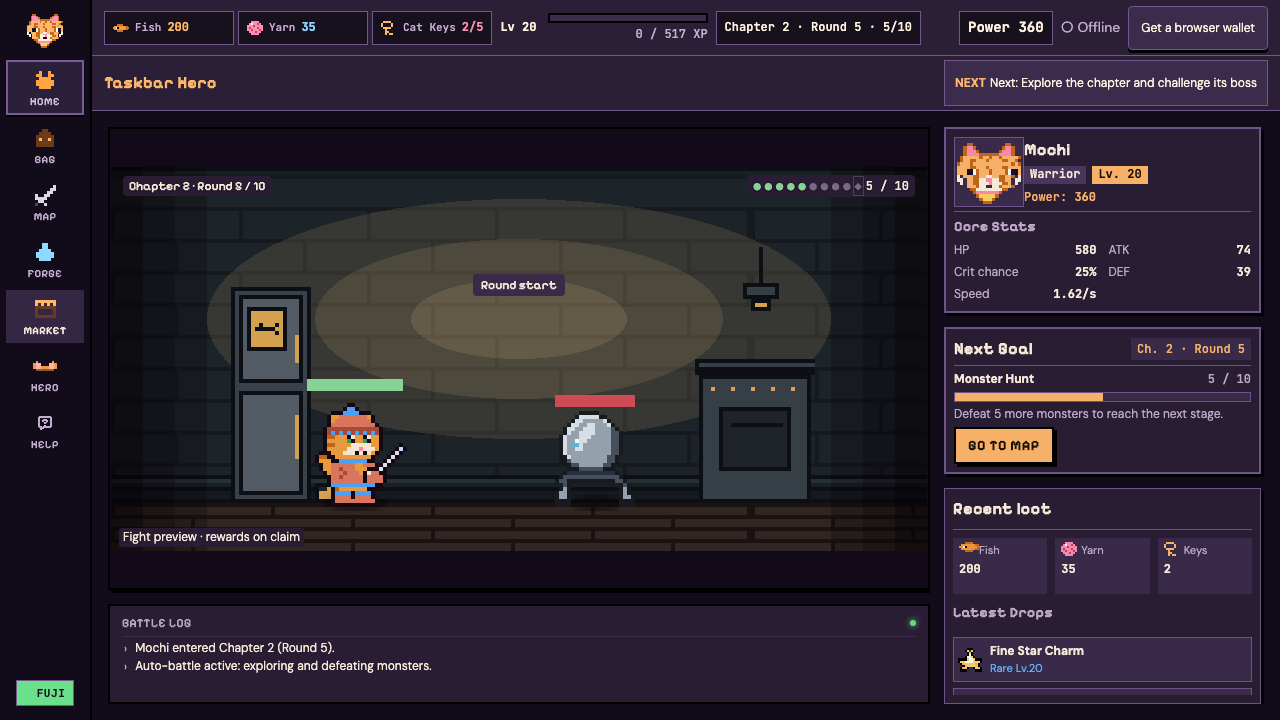 Fish 200
Yarn 35
Cat Keys 2/5
Lv 20
0 / 517 XP
Chapter 2 · Round 5 · 5/10
Power 360
Offline
Get a browser wallet
Taskbar Hero
NEXT Next: Explore the chapter and challenge its boss
HOME
BAG
MAP
FORGE
MARKET
HERO
HELP
FUJI
Chapter 2 · Round 5 / 10
5 / 10
Round start
Fight preview · rewards on claim
BATTLE LOG
› Mochi entered Chapter 2 (Round 5).
› Auto-battle active: exploring and defeating monsters.
Mochi
Warrior Lv. 20
Power: 360
Core Stats
HP 580 ATK 74
Crit chance 25% DEF 39
Speed 1.62/s
Next Goal
Ch. 2 · Round 5
Monster Hunt 5 / 10
Defeat 5 more monsters to reach the next stage.
GO TO MAP
Recent loot
Fish 200
Yarn 35
Keys 2
Latest Drops
Fine Star Charm
Rare Lv.20